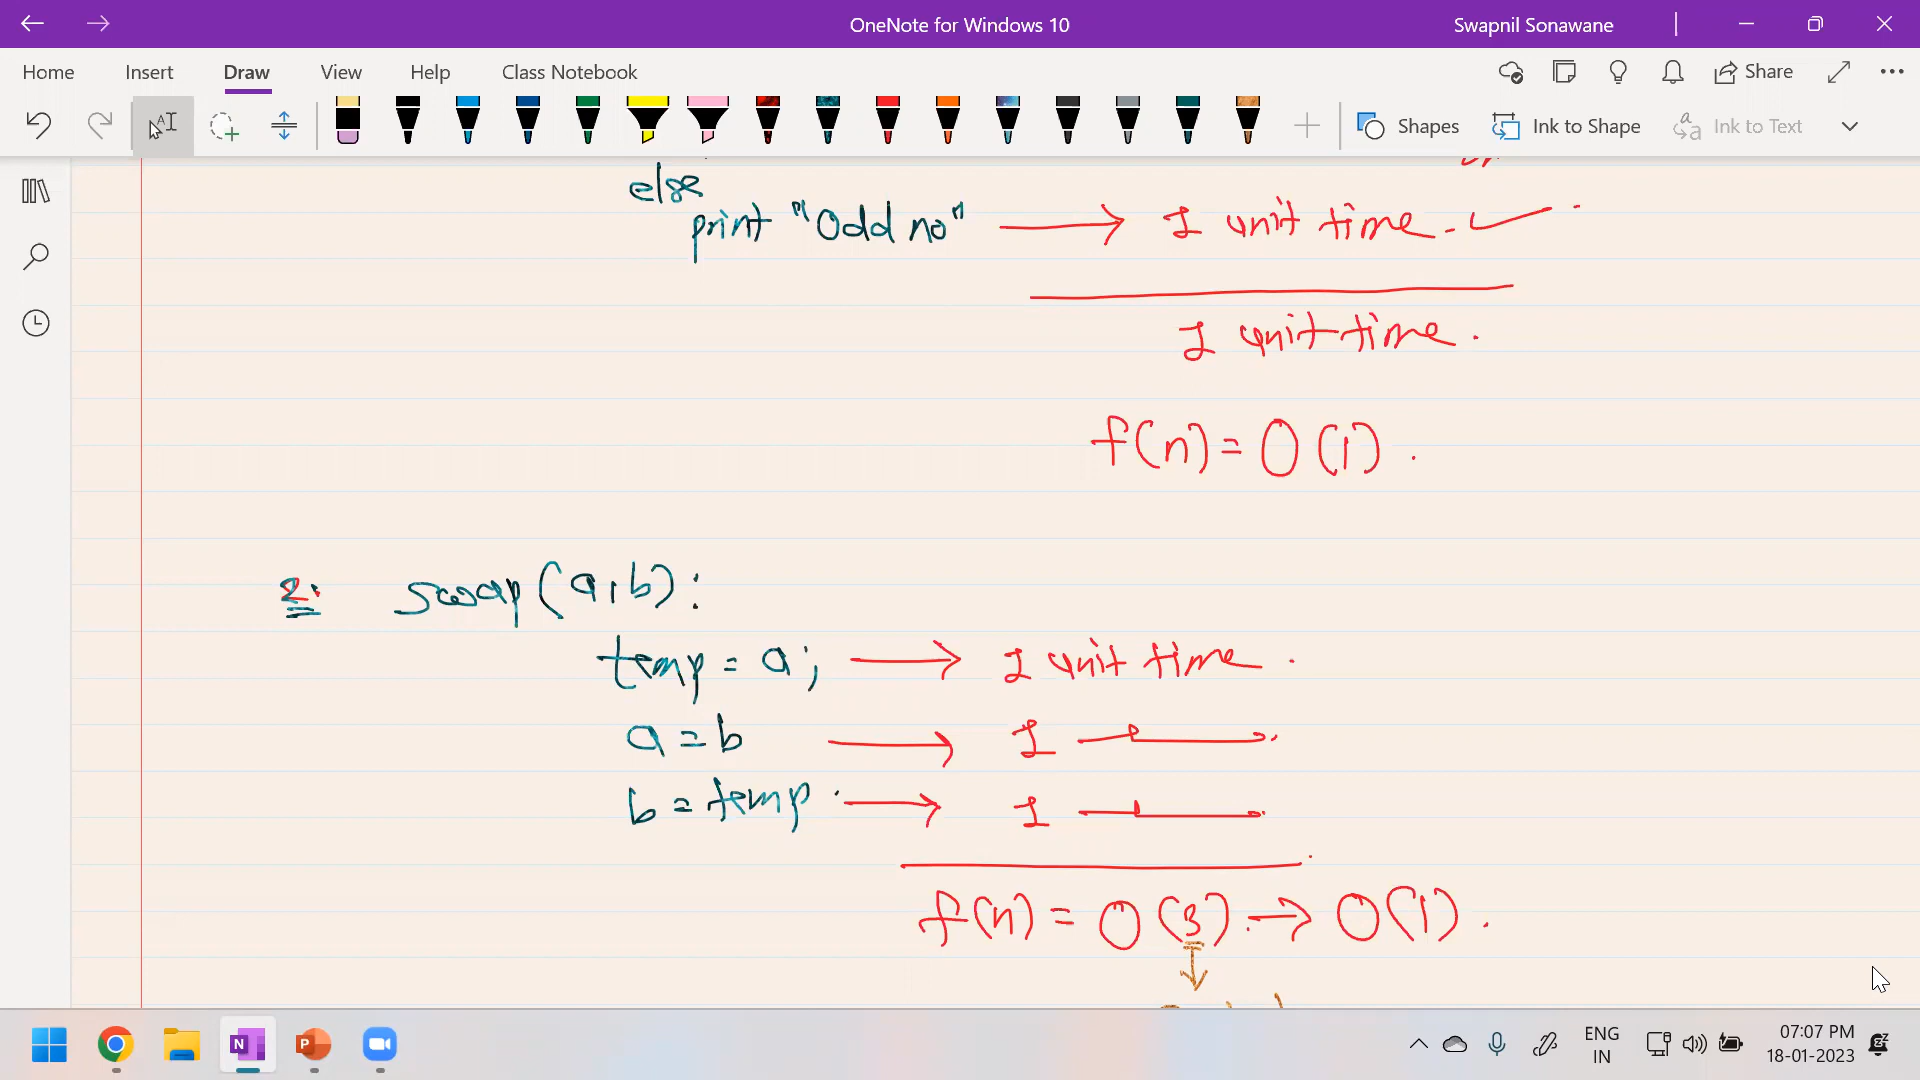 OneNote for Windows 10
Swapnil Sonawane
Home Insert Draw View Help Class Notebook
Share
Shapes Ink to Shape Ink to Text
else
print "Odd no" → 1 unit time.
1 unit time.
f(n) = O(1).
2. swap(a,b):
temp = a; → 1 unit time.
a = b → 1
b = temp. → 1
f(n) = O(3). → O(1).
ENG
IN
07:07 PM
18-01-2023